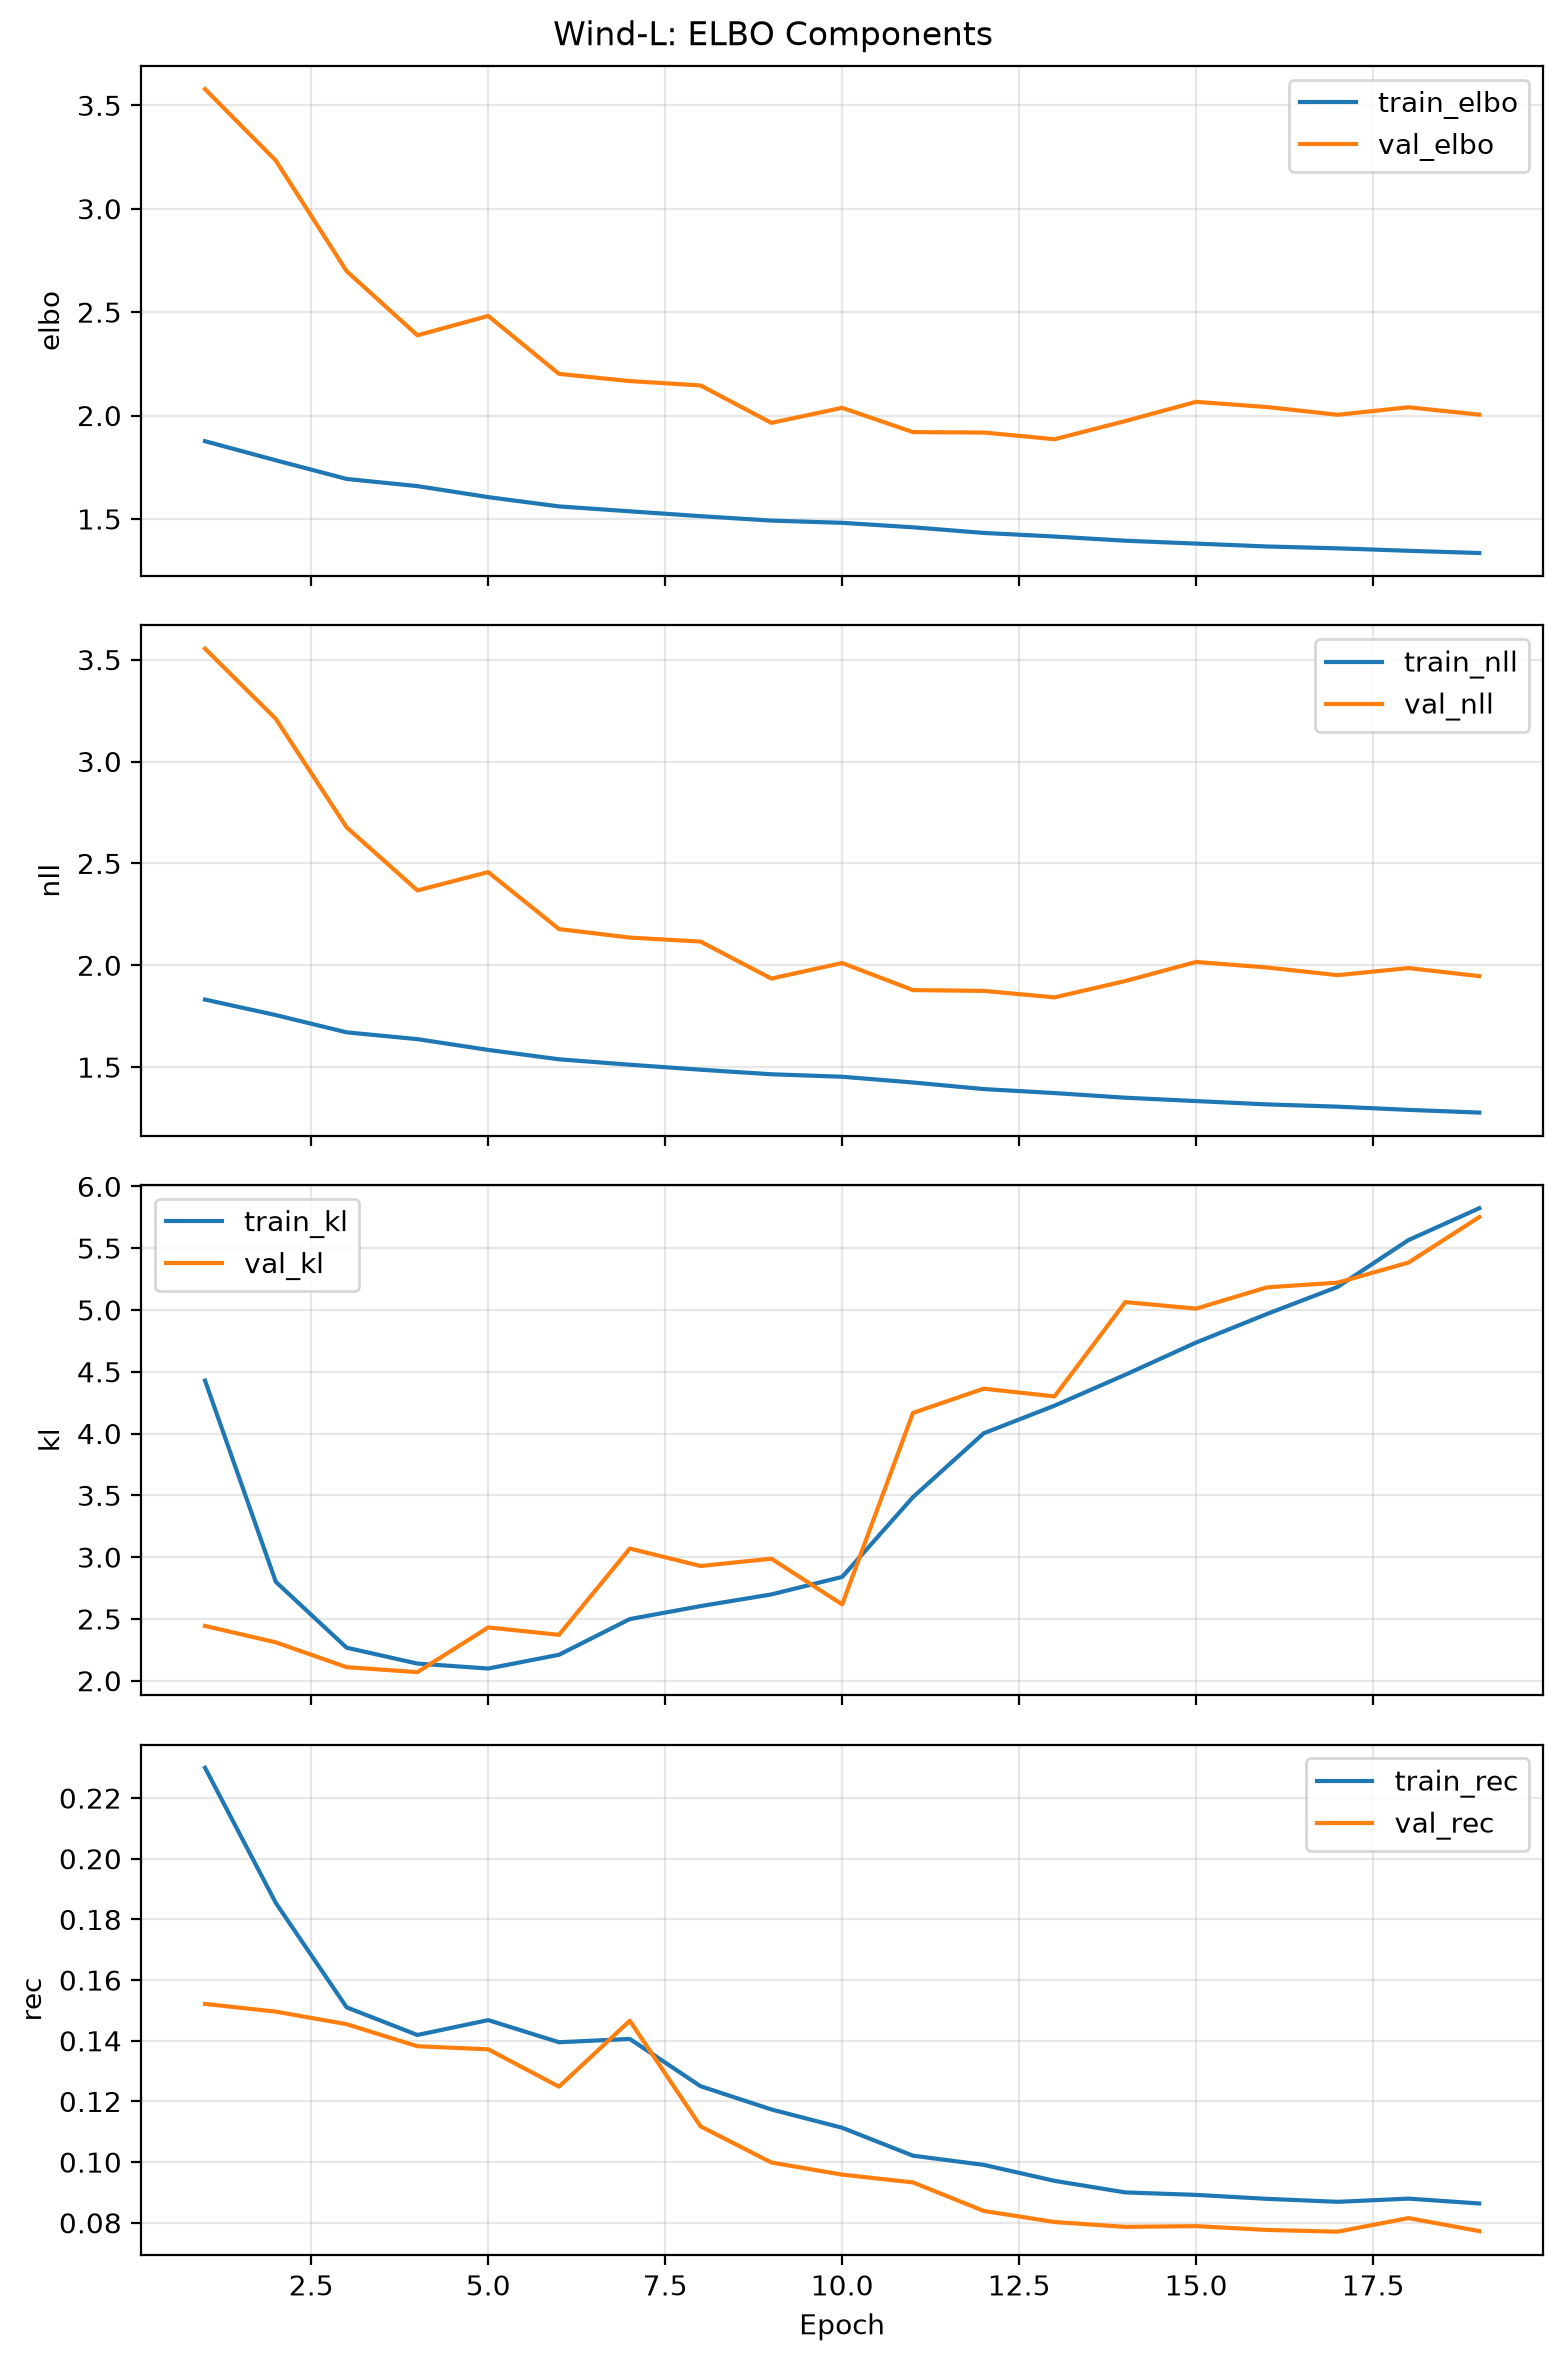 Wind-L: ELBO Components
3.5
3.0
2.5
2.0
1.5
elbo
train_elbo
val_elbo
3.5
3.0
2.5
2.0
1.5
nll
train_nll
val_nll
6.0
5.5
5.0
4.5
4.0
3.5
3.0
2.5
2.0
kl
train_kl
val_kl
0.22
0.20
0.18
0.16
0.14
0.12
0.10
0.08
rec
train_rec
val_rec
2.5 5.0 7.5 10.0 12.5 15.0 17.5
Epoch